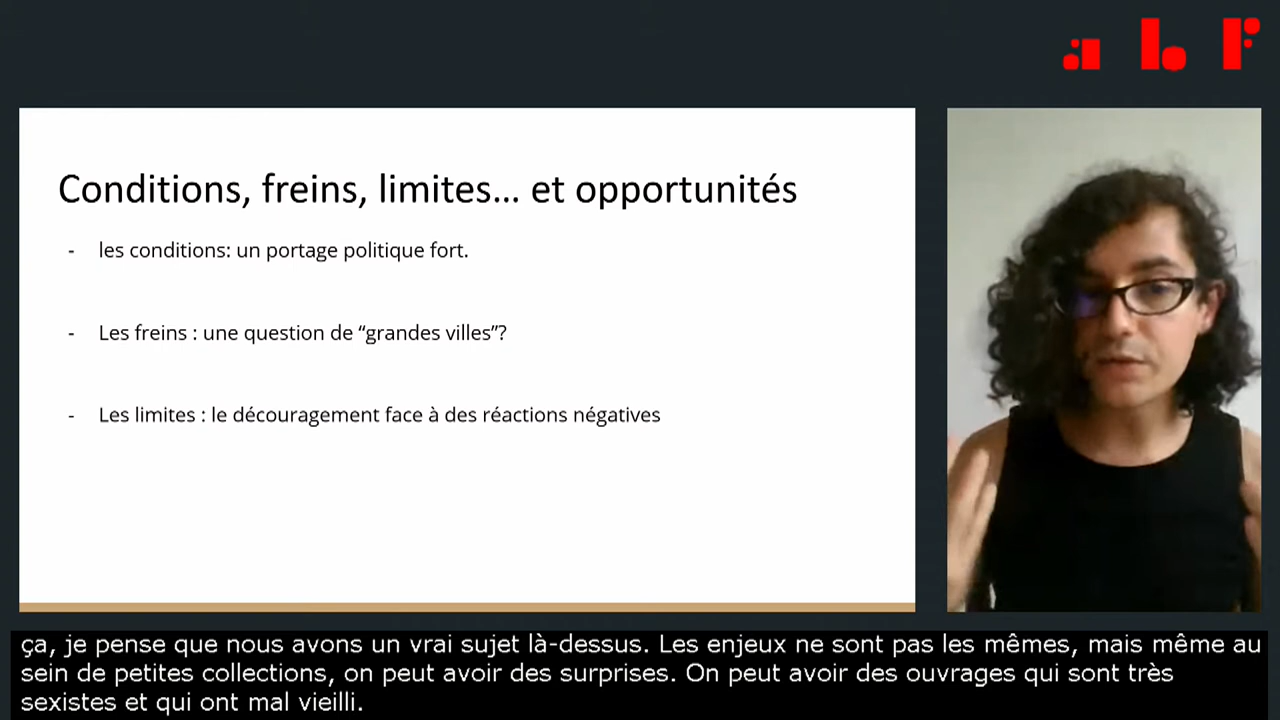 abf
Conditions, freins, limites… et opportunités
- les conditions: un portage politique fort.
- Les freins : une question de “grandes villes”?
- Les limites : le découragement face à des réactions négatives
ça, je pense que nous avons un vrai sujet là-dessus. Les enjeux ne sont pas les mêmes, mais même au
sein de petites collections, on peut avoir des surprises. On peut avoir des ouvrages qui sont très
sexistes et qui ont mal vieilli.